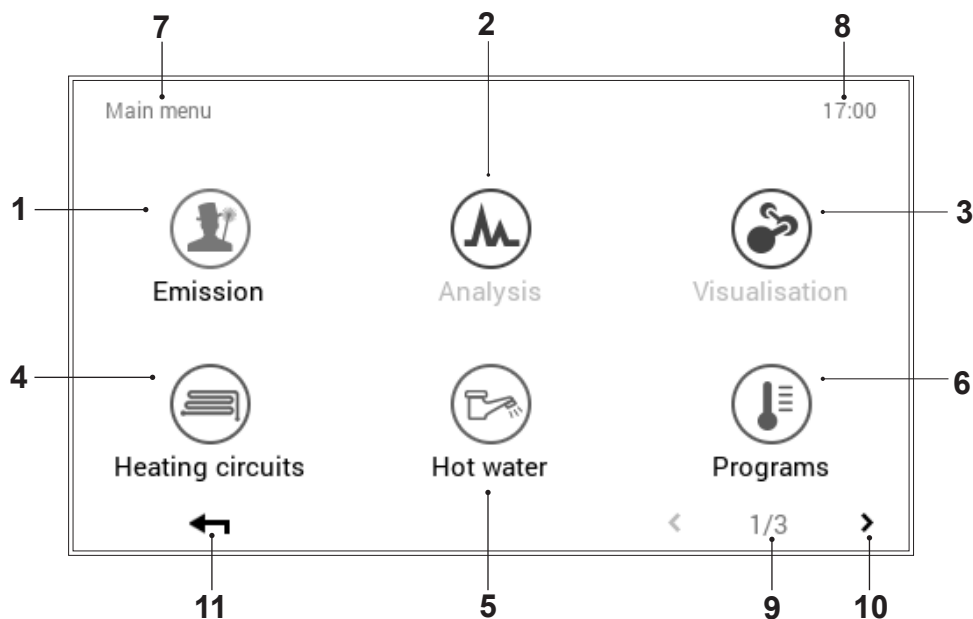 7 2 8
Main menu 17:00
1 3
Emission Analysis Visualisation
4 6
Heating circuits Hot water Programs
< 1/3 >
11 5 9 10